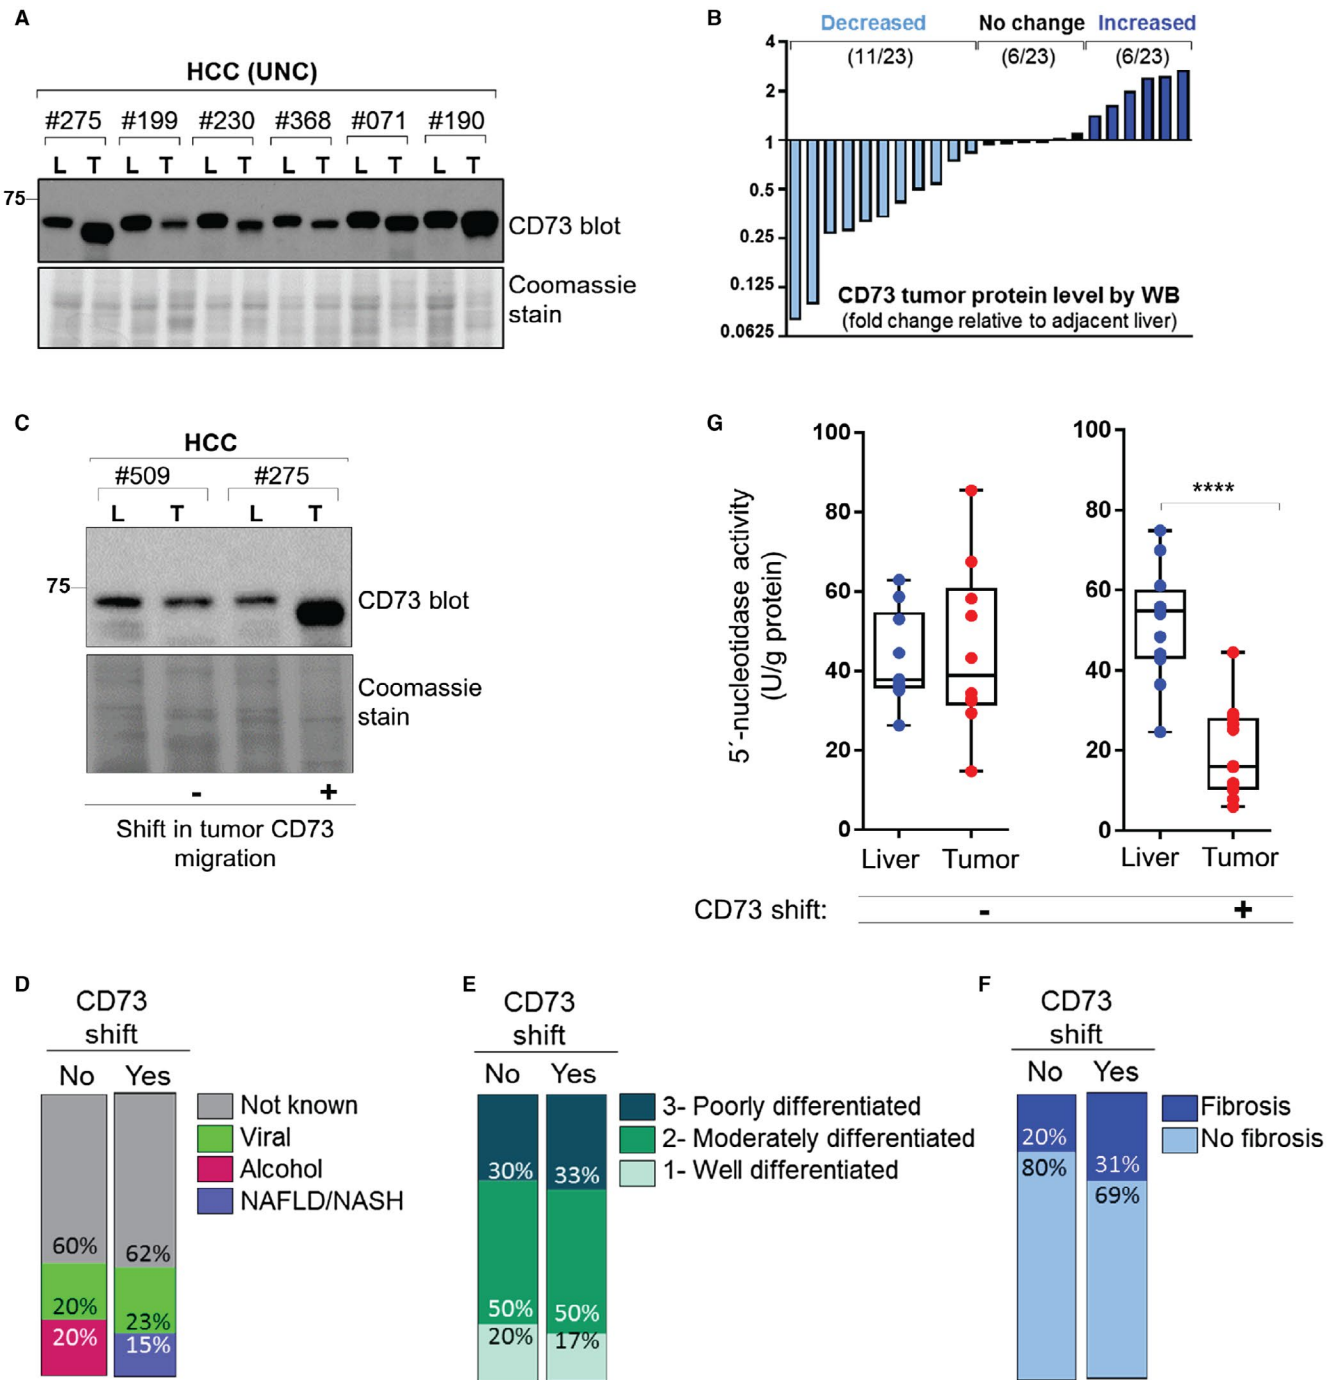 A
HCC (UNC)
#275 #199 #230 #368 #071 #190
L T L T L T L T L T L T
75
CD73 blot
Coomassie
stain
B
Decreased No change Increased
(11/23) (6/23) (6/23)
4
2
1
0.5
0.25
0.125
0.0625
CD73 tumor protein level by WB
(fold change relative to adjacent liver)
C
HCC
#509 #275
L T L T
75
CD73 blot
Coomassie
stain
- +
Shift in tumor CD73
migration
G
5´-nucleotidase activity
(U/g protein)
100
80
60
40
20
0
Liver Tumor
100
80
60
40
20
0
****
Liver Tumor
CD73 shift: - +
D
CD73
shift
No Yes
60% 62%
20% 23%
20% 15%
Not known
Viral
Alcohol
NAFLD/NASH
E
CD73
shift
No Yes
30% 33%
50% 50%
20% 17%
3- Poorly differentiated
2- Moderately differentiated
1- Well differentiated
F
CD73
shift
No Yes
20% 31%
80% 69%
Fibrosis
No fibrosis